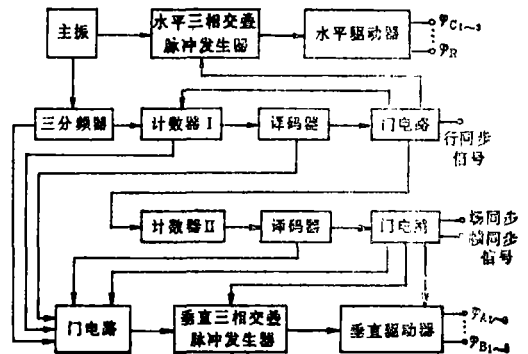 主振
水平三相交叠
脉冲发生器
水平驱动器
φC1~3
φR
三分频器
计数器Ⅰ
译码器
门电路
行同步
信号
计数器Ⅱ
译码器
门电路
场同步
帧同步
信号
门电路
垂直三相交叠
脉冲发生器
垂直驱动器
φA1~
φB1~